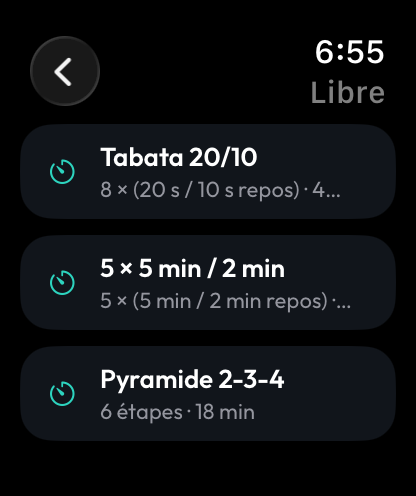 6:55
Libre
Tabata 20/10
8 × (20 s / 10 s repos) · 4...
5 × 5 min / 2 min
5 × (5 min / 2 min repos) ·...
Pyramide 2-3-4
6 étapes · 18 min